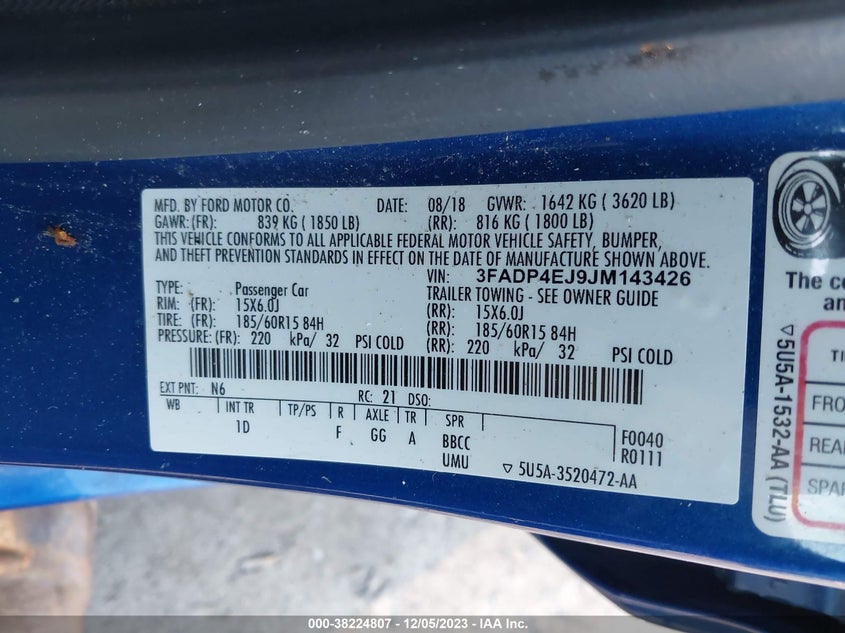 MFD. BY FORD MOTOR CO. DATE: 08/18 GVWR: 1642 KG ( 3620 LB)
GAWR: (FR): 839 KG ( 1850 LB) (RR): 816 KG ( 1800 LB)
THIS VEHICLE CONFORMS TO ALL APPLICABLE FEDERAL MOTOR VEHICLE SAFETY, BUMPER,
AND THEFT PREVENTION STANDARDS IN EFFECT ON THE DATE OF MANUFACTURE SHOWN ABOVE.
VIN: 3FADP4EJ9JM143426
TYPE: Passenger Car TRAILER TOWING - SEE OWNER GUIDE
RIM: (FR): 15X6.0J (RR): 15X6.0J
TIRE: (FR): 185/60R15 84H (RR): 185/60R15 84H
PRESSURE: (FR): 220 kPa/ 32 PSI COLD (RR): 220 kPa/ 32 PSI COLD
EXT PNT: N6 RC: 21 DSO:
WB INT TR TP/PS R AXLE TR SPR
1D F GG A BBCC F0040
UMU R0111
▽ 5U5A-3520472-AA
▽5U5A-1532-AA (TLU)
The co
an
TI
FRO
REA
SPA
000-38224807 - 12/05/2023 - IAA Inc.